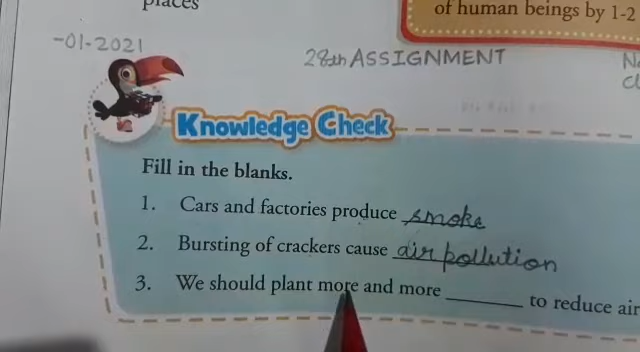 places
of human beings by 1-2
-01-2021
28th ASSIGNMENT
Knowledge Check
Fill in the blanks.
1. Cars and factories produce smoke
2. Bursting of crackers cause air pollution
3. We should plant more and more ______ to reduce air